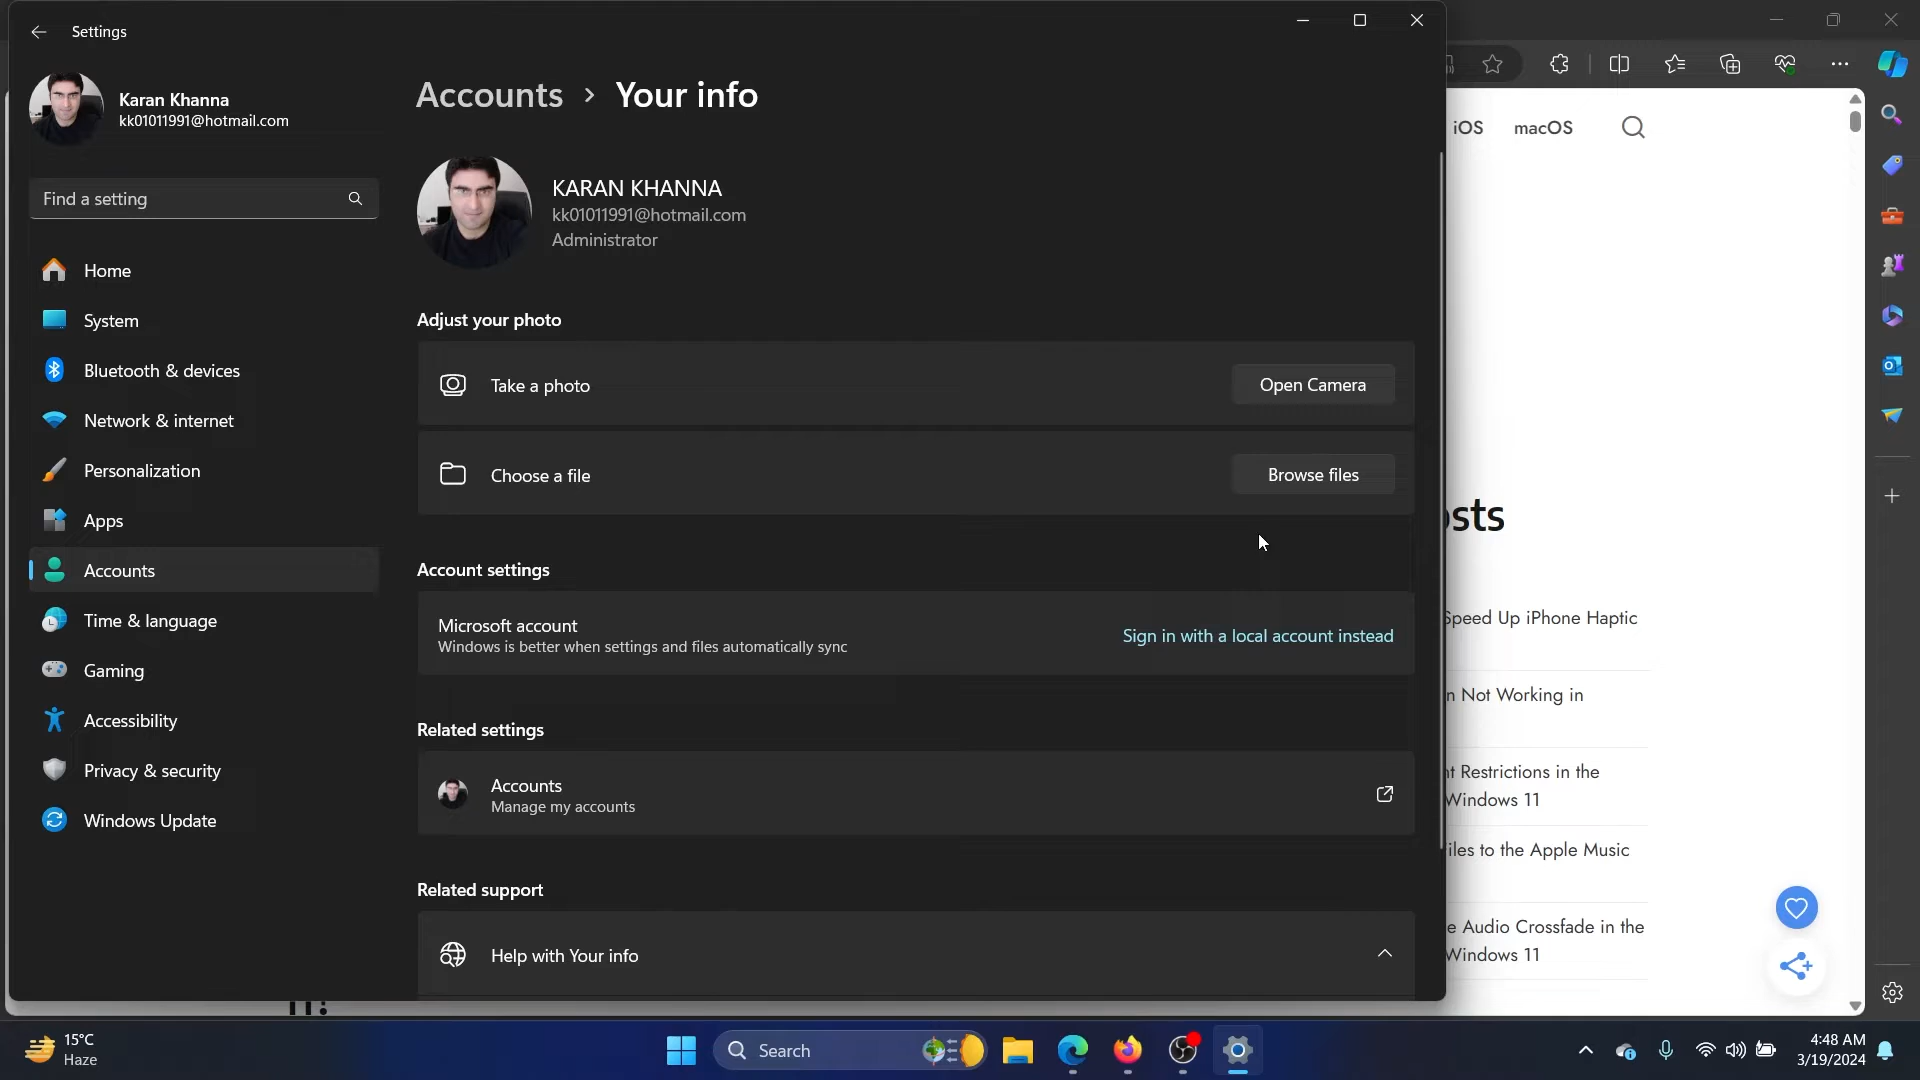 Settings
Karan Khanna
kk01011991@hotmail.com
Find a setting
Home
System
Bluetooth & devices
Network & internet
Personalization
Apps
Accounts
Time & language
Gaming
Accessibility
Privacy & security
Windows Update
Accounts > Your info
KARAN KHANNA
kk01011991@hotmail.com
Administrator
Adjust your photo
Take a photo
Open Camera
Choose a file
Browse files
Account settings
Microsoft account
Windows is better when settings and files automatically sync
Sign in with a local account instead
Related settings
Accounts
Manage my accounts
Related support
Help with Your info
iOS macOS
Speed Up iPhone Haptic
Not Working in
Restrictions in the
Windows 11
to the Apple Music
Audio Crossfade in the
Windows 11
15°C
Haze
Search
4:48 AM
3/19/2024